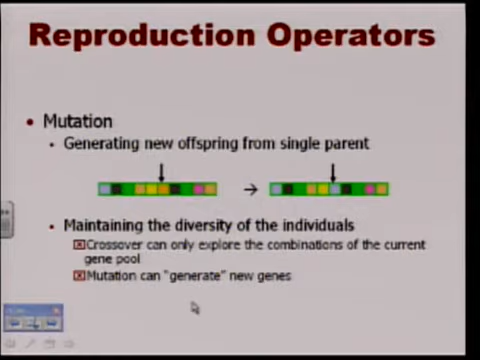 Reproduction Operators
Mutation
Generating new offspring from single parent
Maintaining the diversity of the individuals
Crossover can only explore the combinations of the current
gene pool
Mutation can "generate" new genes